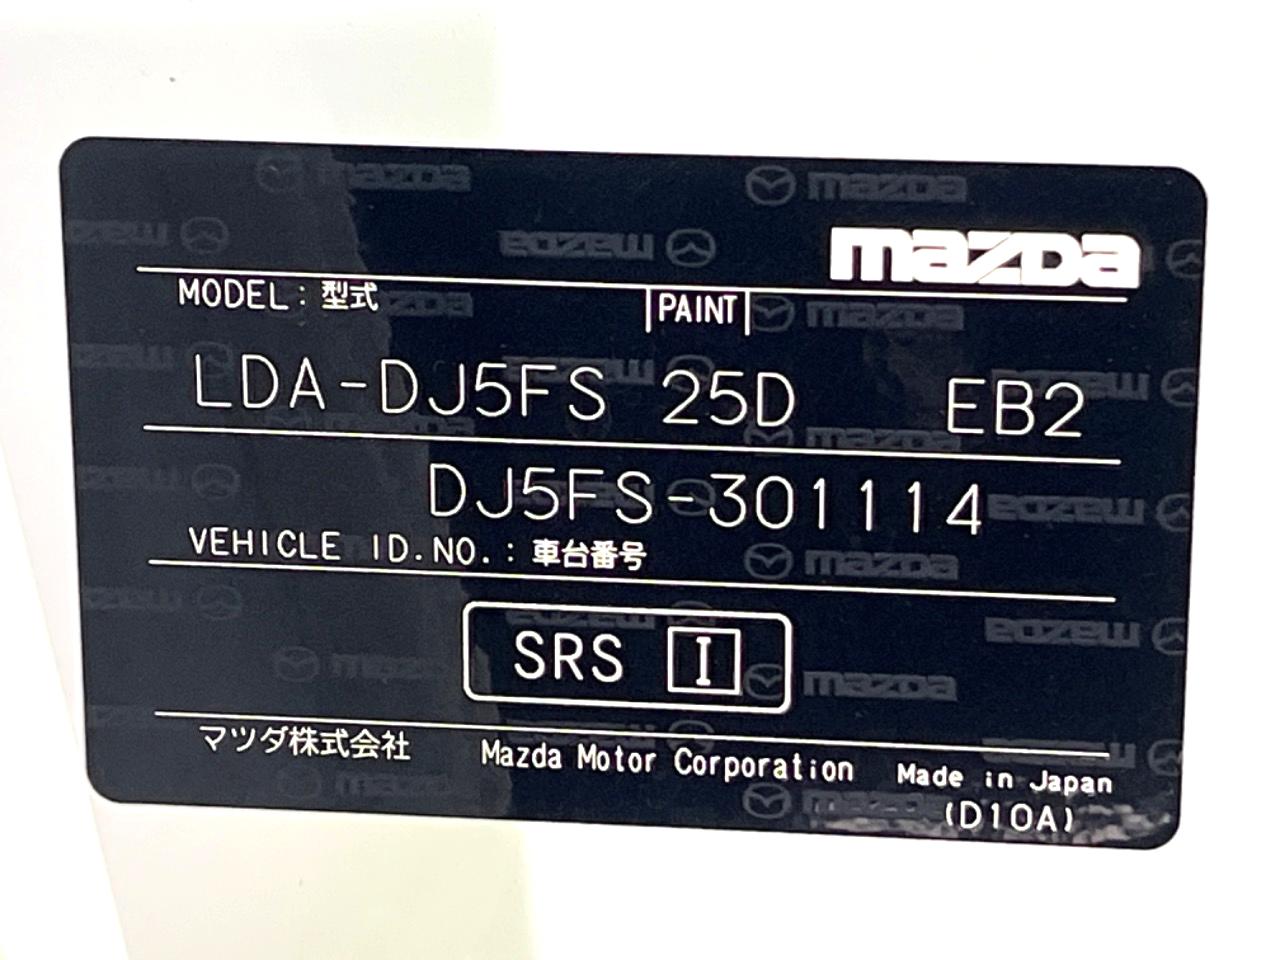 mazda
MODEL：型式 PAINT
LDA-DJ5FS 25D EB2
DJ5FS-301114
VEHICLE ID.NO.：車台番号
SRS I
マツダ株式会社 Mazda Motor Corporation Made in Japan
(D10A)